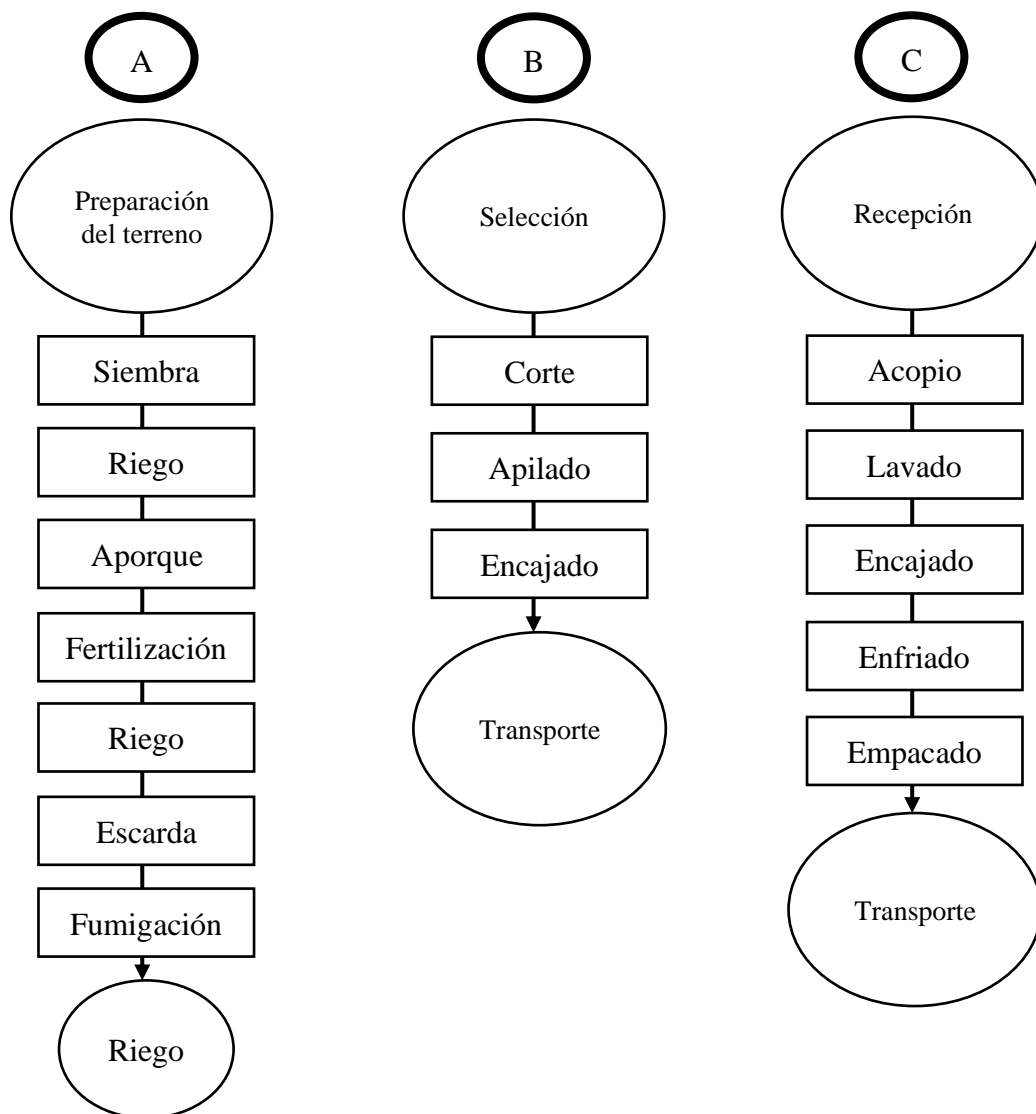 A
Preparación
del terreno
Siembra
Riego
Aporque
Fertilización
Riego
Escarda
Fumigación
Riego
B
Selección
Corte
Apilado
Encajado
Transporte
C
Recepción
Acopio
Lavado
Encajado
Enfriado
Empacado
Transporte